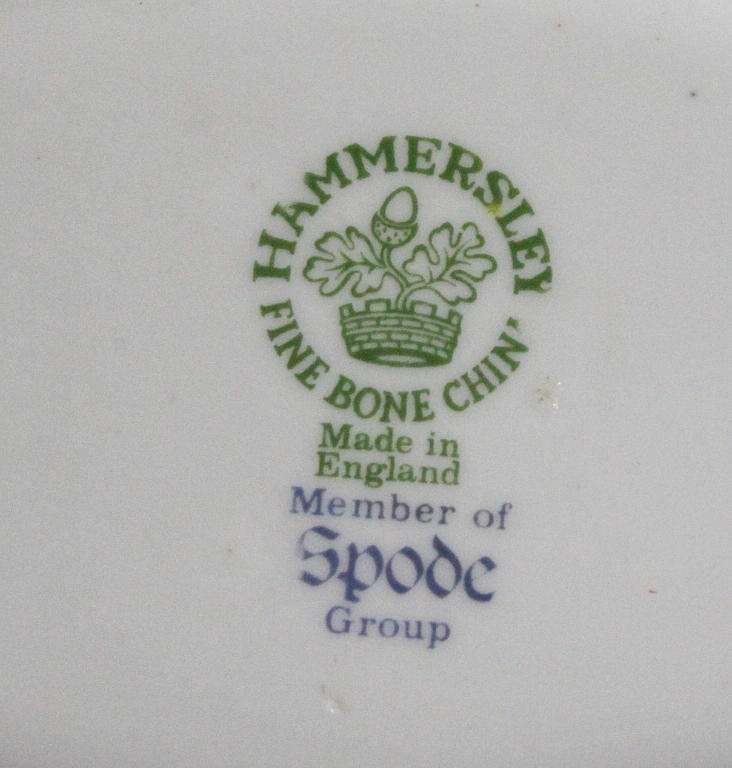 HAMMERSLEY
FINE BONE CHIN
Made in
England
Member of
Spode
Group